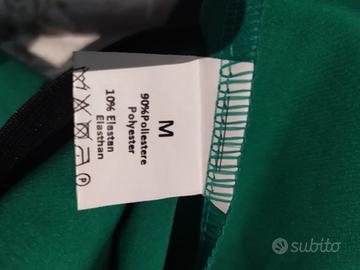 M
90%Poliestere
Polyester
10% Elastan
Elasthan
P
subito